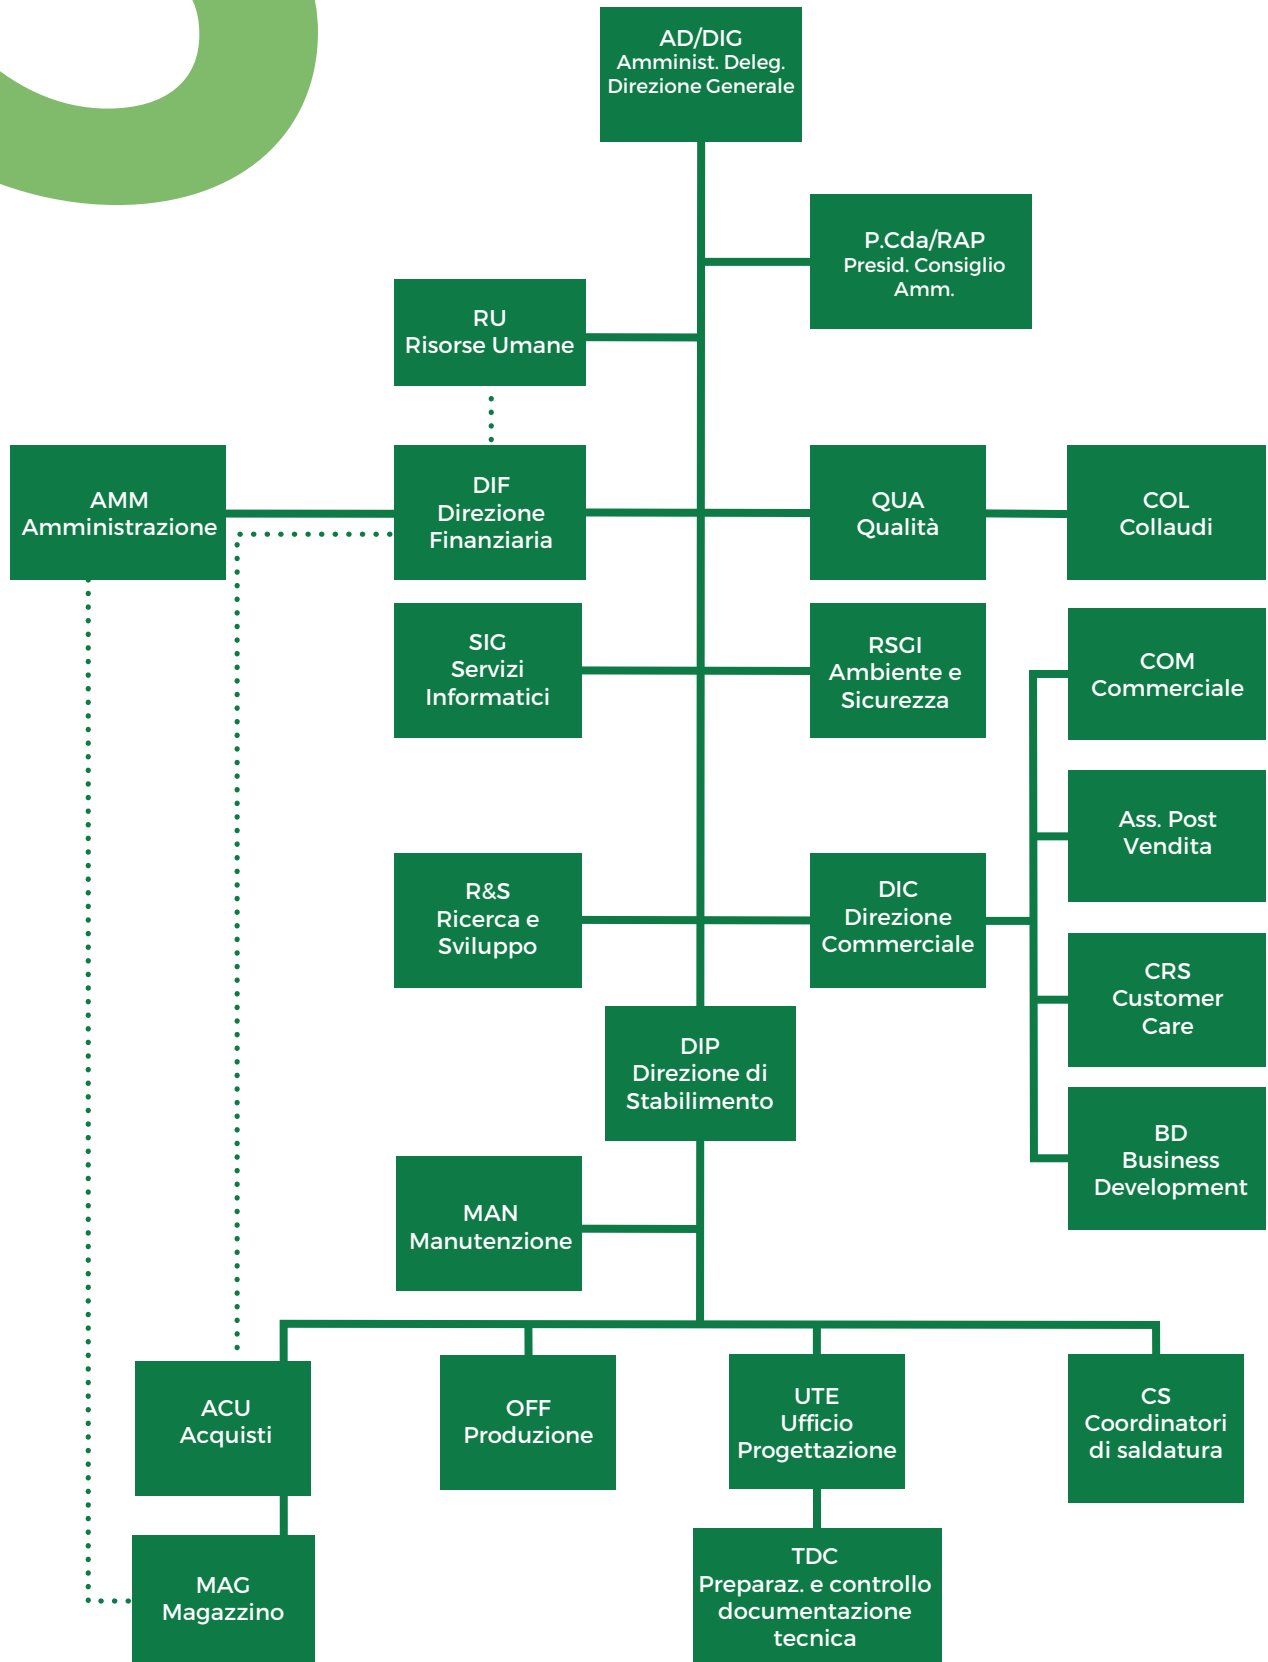 AD/DIG
Amminist. Deleg.
Direzione Generale
P.Cda/RAP
Presid. Consiglio
Amm.
RU
Risorse Umane
AMM
Amministrazione
DIF
Direzione
Finanziaria
QUA
Qualità
COL
Collaudi
SIG
Servizi
Informatici
RSGI
Ambiente e
Sicurezza
COM
Commerciale
Ass. Post
Vendita
R&S
Ricerca e
Sviluppo
DIC
Direzione
Commerciale
CRS
Customer
Care
DIP
Direzione di
Stabilimento
BD
Business
Development
MAN
Manutenzione
ACU
Acquisti
OFF
Produzione
UTE
Ufficio
Progettazione
CS
Coordinatori
di saldatura
MAG
Magazzino
TDC
Preparaz. e controllo
documentazione
tecnica